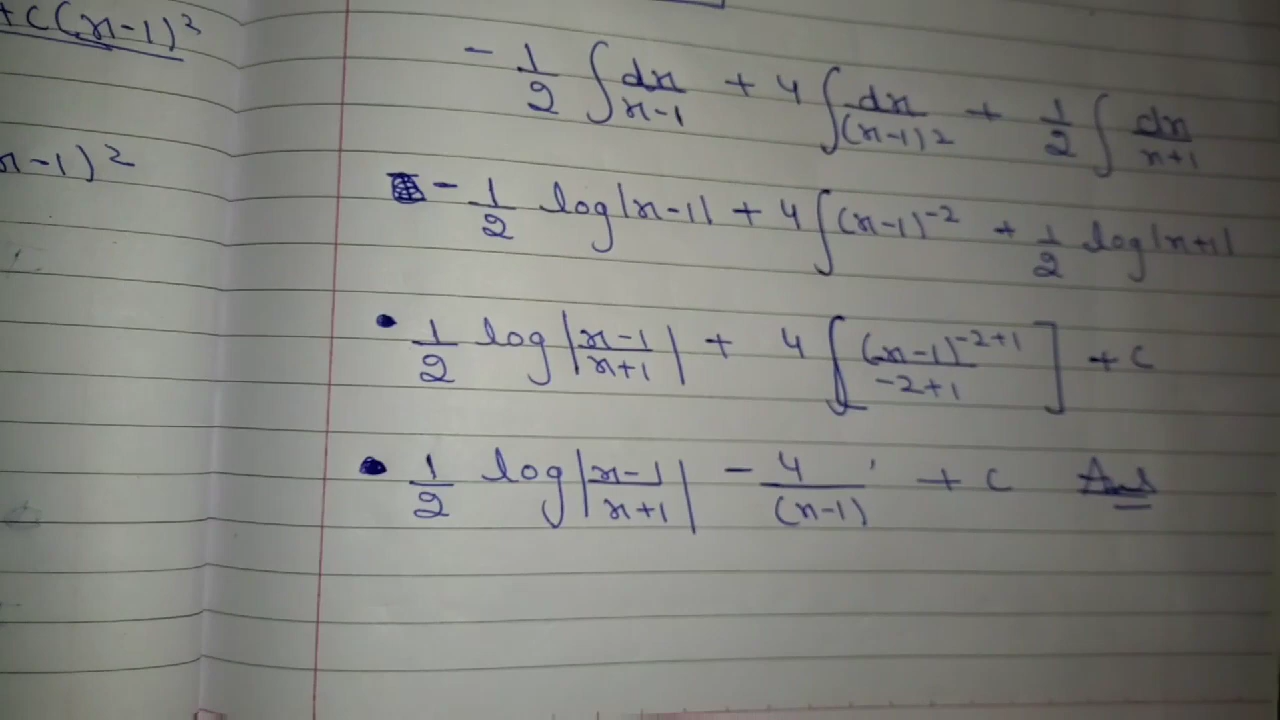 +c(x-1)²
x-1)²
- 1/2 ∫ dx/x-1 + 4 ∫ dx/(x-1)2 + 1/2 ∫ dx/x+1
- 1/2 log|x-1| + 4 ∫ (x-1)⁻² + 1/2 log|x+1|
• 1/2 log|x-1/x+1| + 4 [(x-1)⁻²⁺¹/-2+1] + c
• 1/2 log|x-1/x+1| - 4/(x-1) + c Ans